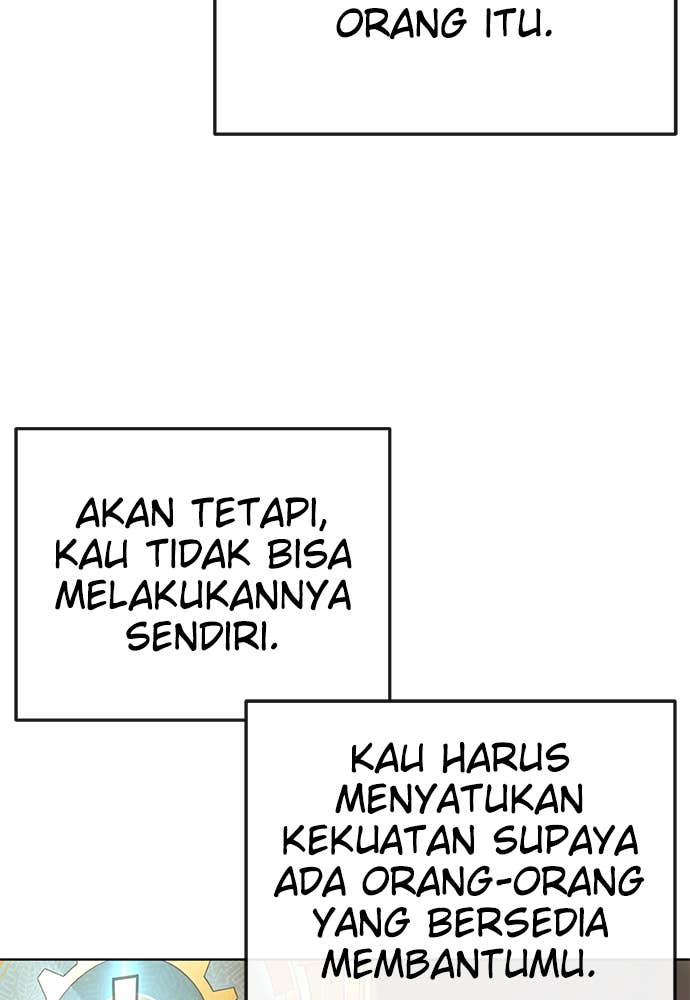 ORANG ITU.
AKAN TETAPI,
KAU TIDAK BISA
MELAKUKANNYA
SENDIRI.
KAU HARUS
MENYATUKAN
KEKUATAN SUPAYA
ADA ORANG-ORANG
YANG BERSEDIA
MEMBANTUMU.